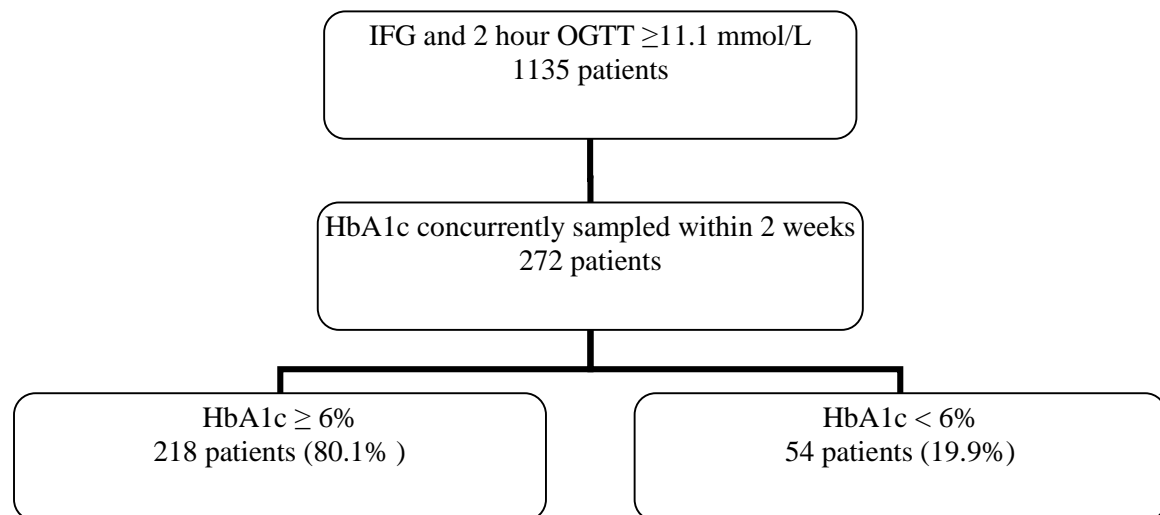 IFG and 2 hour OGTT ≥11.1 mmol/L
1135 patients
HbA1c concurrently sampled within 2 weeks
272 patients
HbA1c ≥ 6%
218 patients (80.1% )
HbA1c < 6%
54 patients (19.9%)